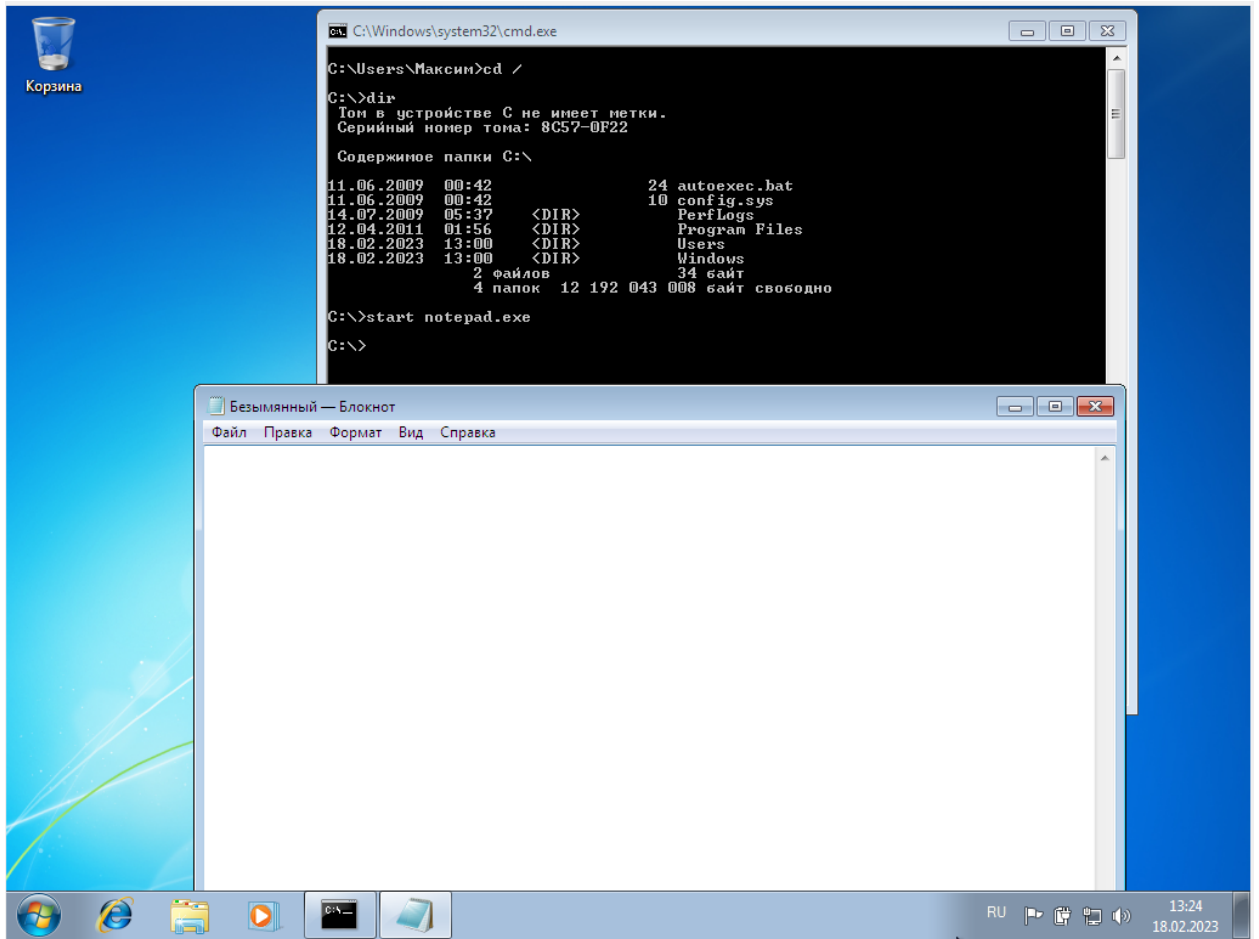 Корзина
C:\Windows\system32\cmd.exe
C:\Users\Максим>cd /
C:\>dir
Том в устройстве C не имеет метки.
Серийный номер тома: 8C57-0F22
Содержимое папки C:\
11.06.2009 00:42 24 autoexec.bat
11.06.2009 00:42 10 config.sys
14.07.2009 05:37 <DIR> PerfLogs
12.04.2011 01:56 <DIR> Program Files
18.02.2023 13:00 <DIR> Users
18.02.2023 13:00 <DIR> Windows
2 файлов 34 байт
4 папок 12 192 043 008 байт свободно
C:\>start notepad.exe
C:\>
Безымянный — Блокнот
Файл Правка Формат Вид Справка
RU
13:24
18.02.2023